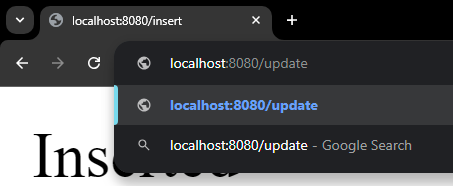 localhost:8080/insert
localhost:8080/update
localhost:8080/update
localhost:8080/update - Google Search
Inserted